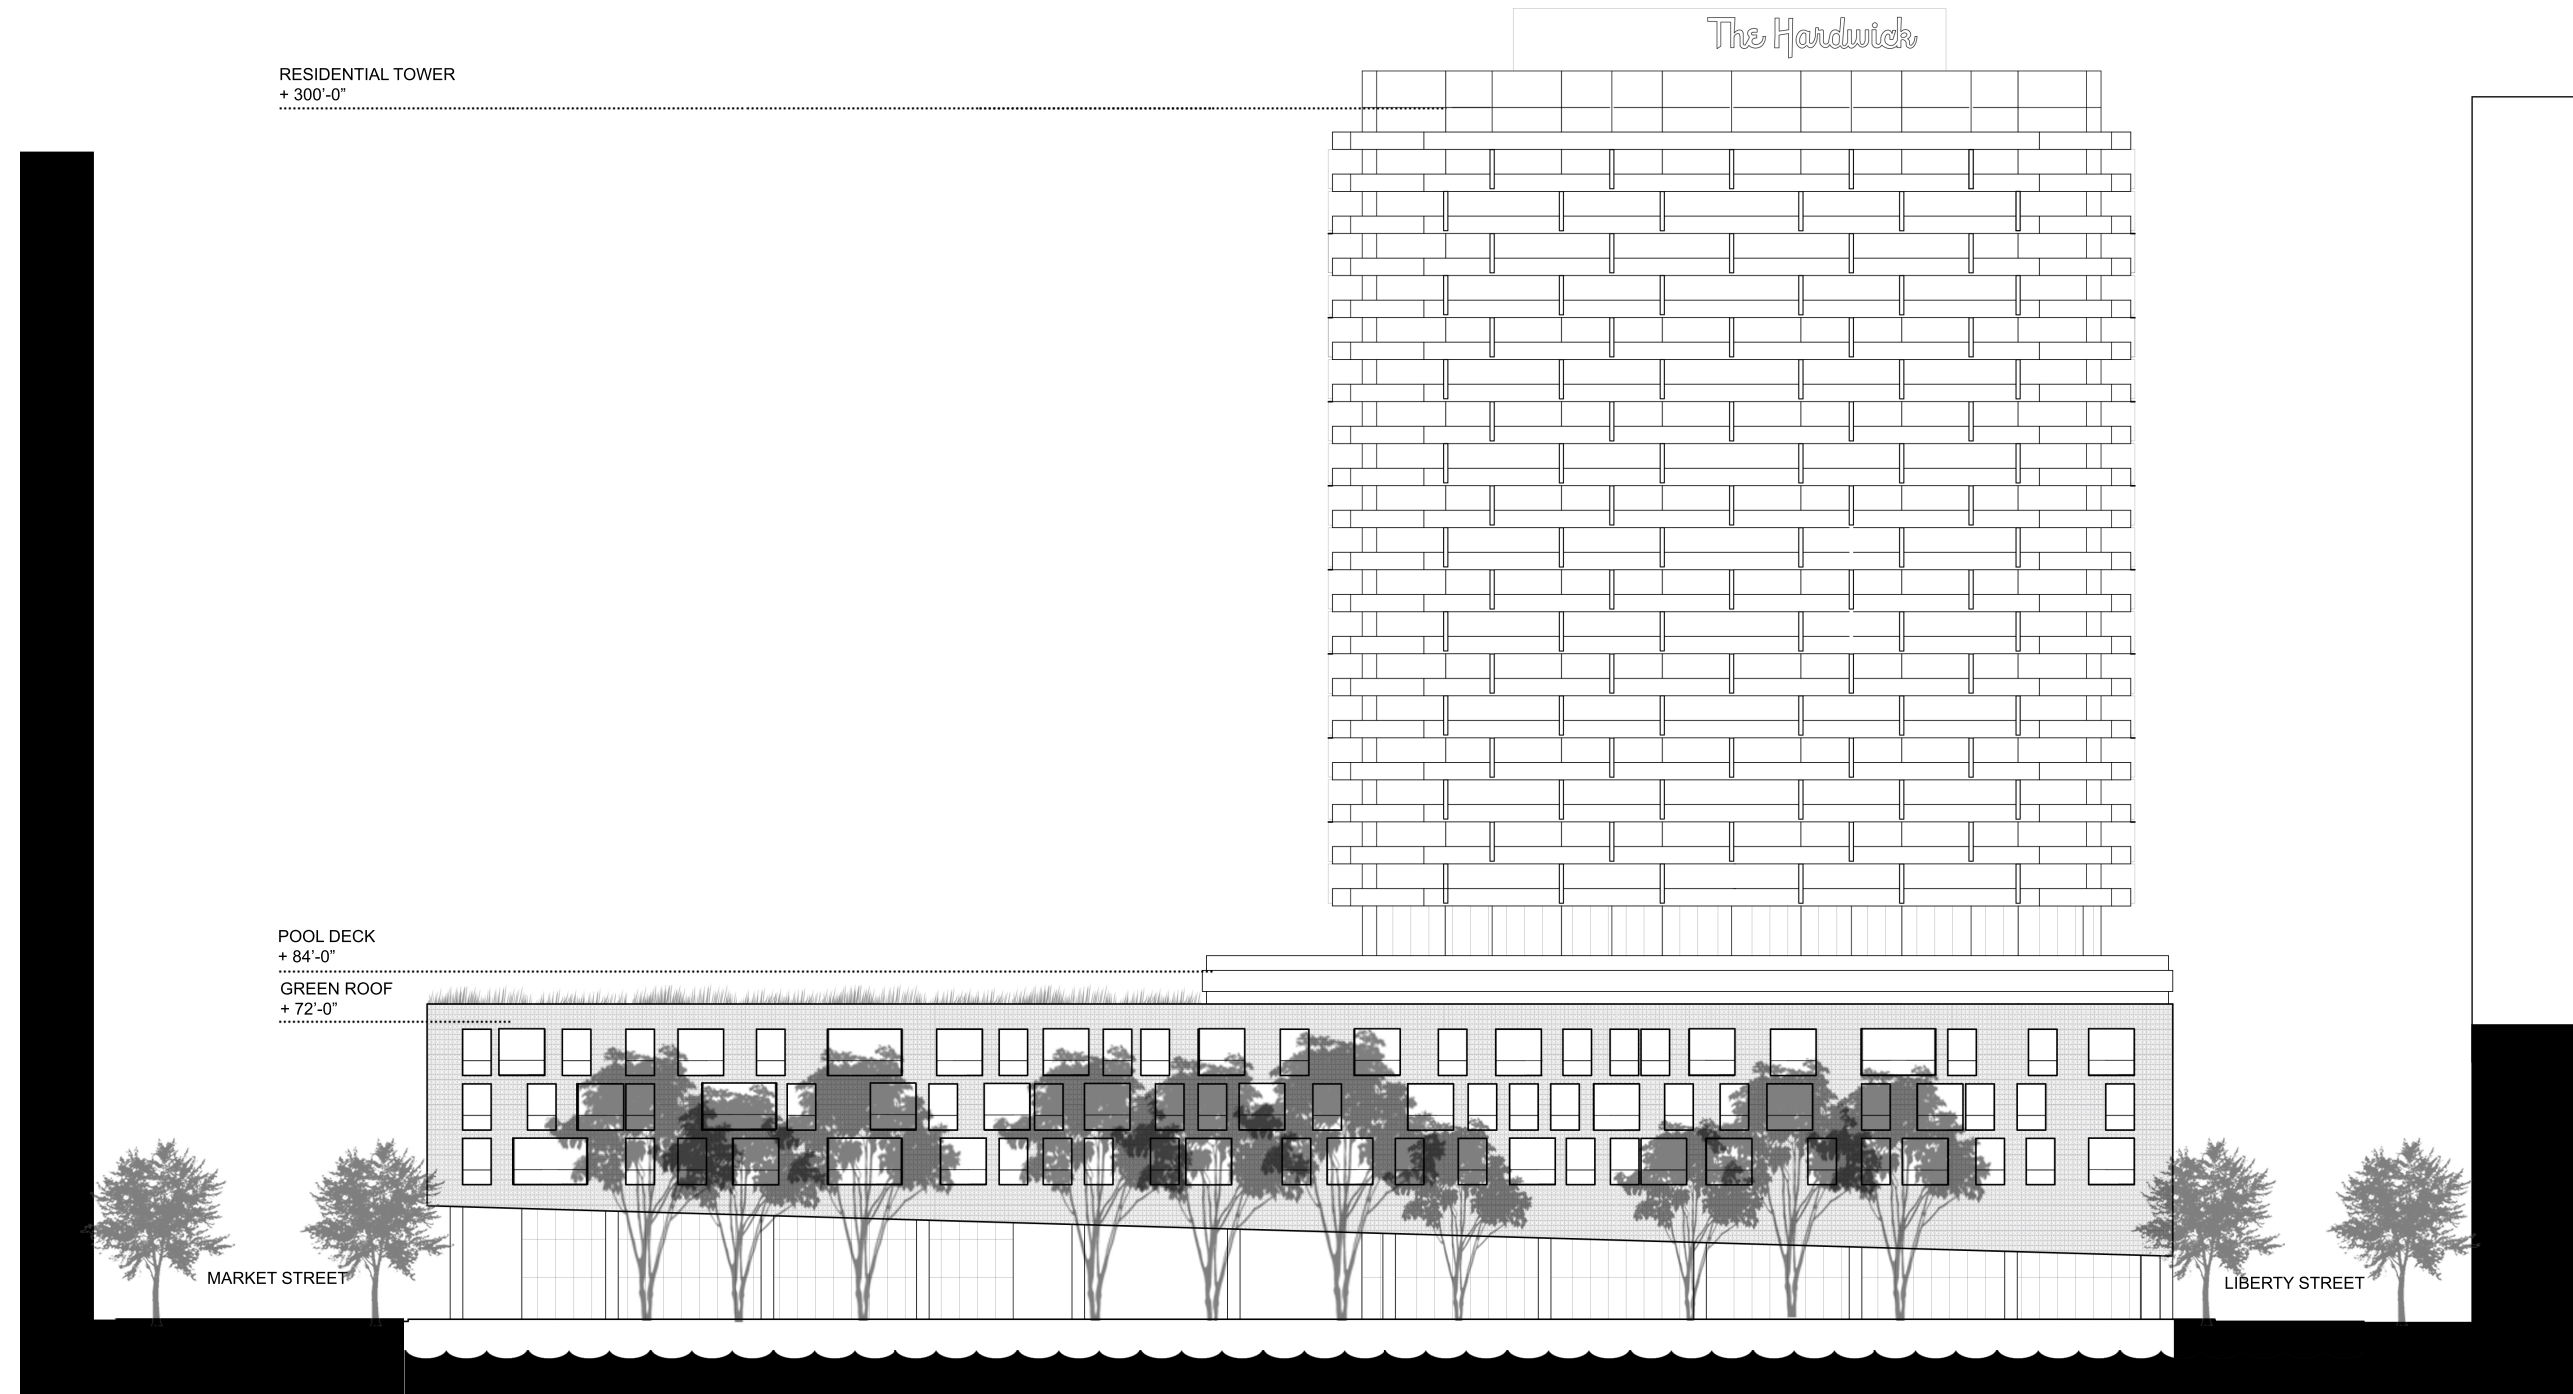 The Hardwick
RESIDENTIAL TOWER
+ 300’-0”
POOL DECK
+ 84’-0”
GREEN ROOF
+ 72’-0”
MARKET STREET
LIBERTY STREET